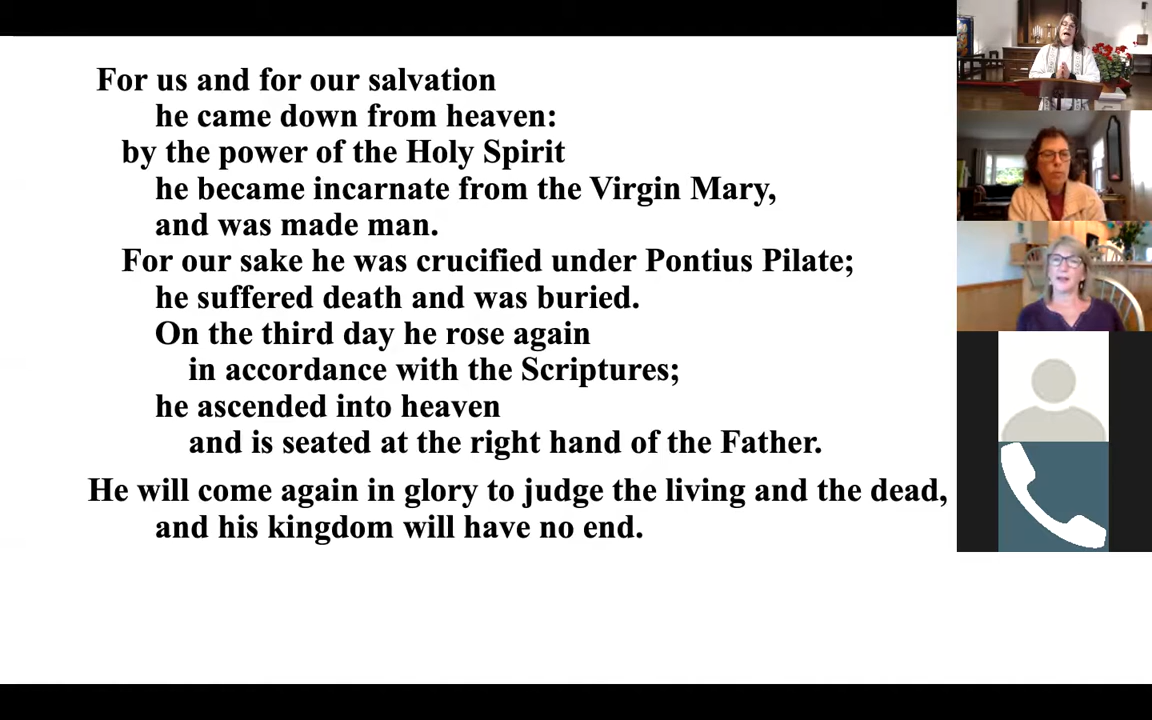 For us and for our salvation
he came down from heaven:
by the power of the Holy Spirit
he became incarnate from the Virgin Mary,
and was made man.
For our sake he was crucified under Pontius Pilate;
he suffered death and was buried.
On the third day he rose again
in accordance with the Scriptures;
he ascended into heaven
and is seated at the right hand of the Father.
He will come again in glory to judge the living and the dead,
and his kingdom will have no end.